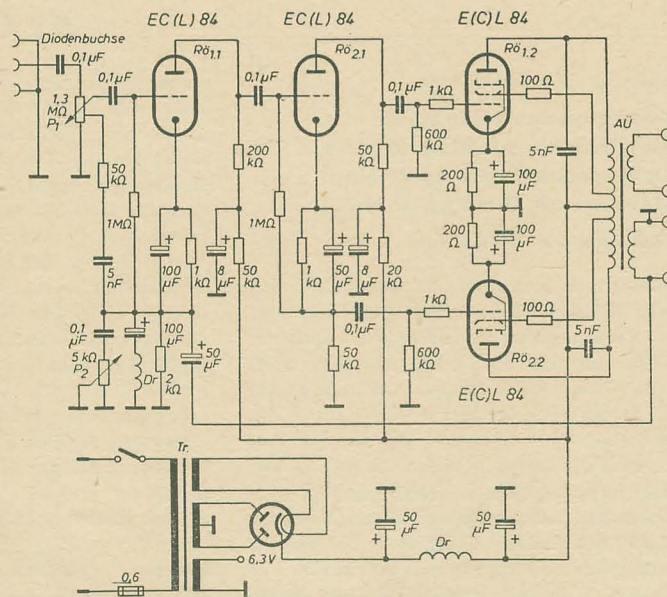 EC (L) 84
EC(L) 84
E(C)L 84
Diodenbuchse
Rö1.1
Rö2.1
Rö1.2
0,1μF
0,1μF
0,1μF
0,1μF
1kΩ
100Ω
AÜ
1,3
MΩ
P1
600
kΩ
5nF
50
kΩ
200
kΩ
50
kΩ
200
Ω
100
μF
1MΩ
1MΩ
200
Ω
100
μF
5
nF
100
μF
1
kΩ
8
μF
50
kΩ
1
kΩ
50
μF
8
μF
20
kΩ
1kΩ
100Ω
0,1μF
0,1
μF
5kΩ
P2
Dr
100
μF
2
kΩ
50
μF
50
kΩ
600
kΩ
5nF
Rö2.2
E(C)L 84
Tr.
6,3V
50
μF
50
μF
Dr
0,6